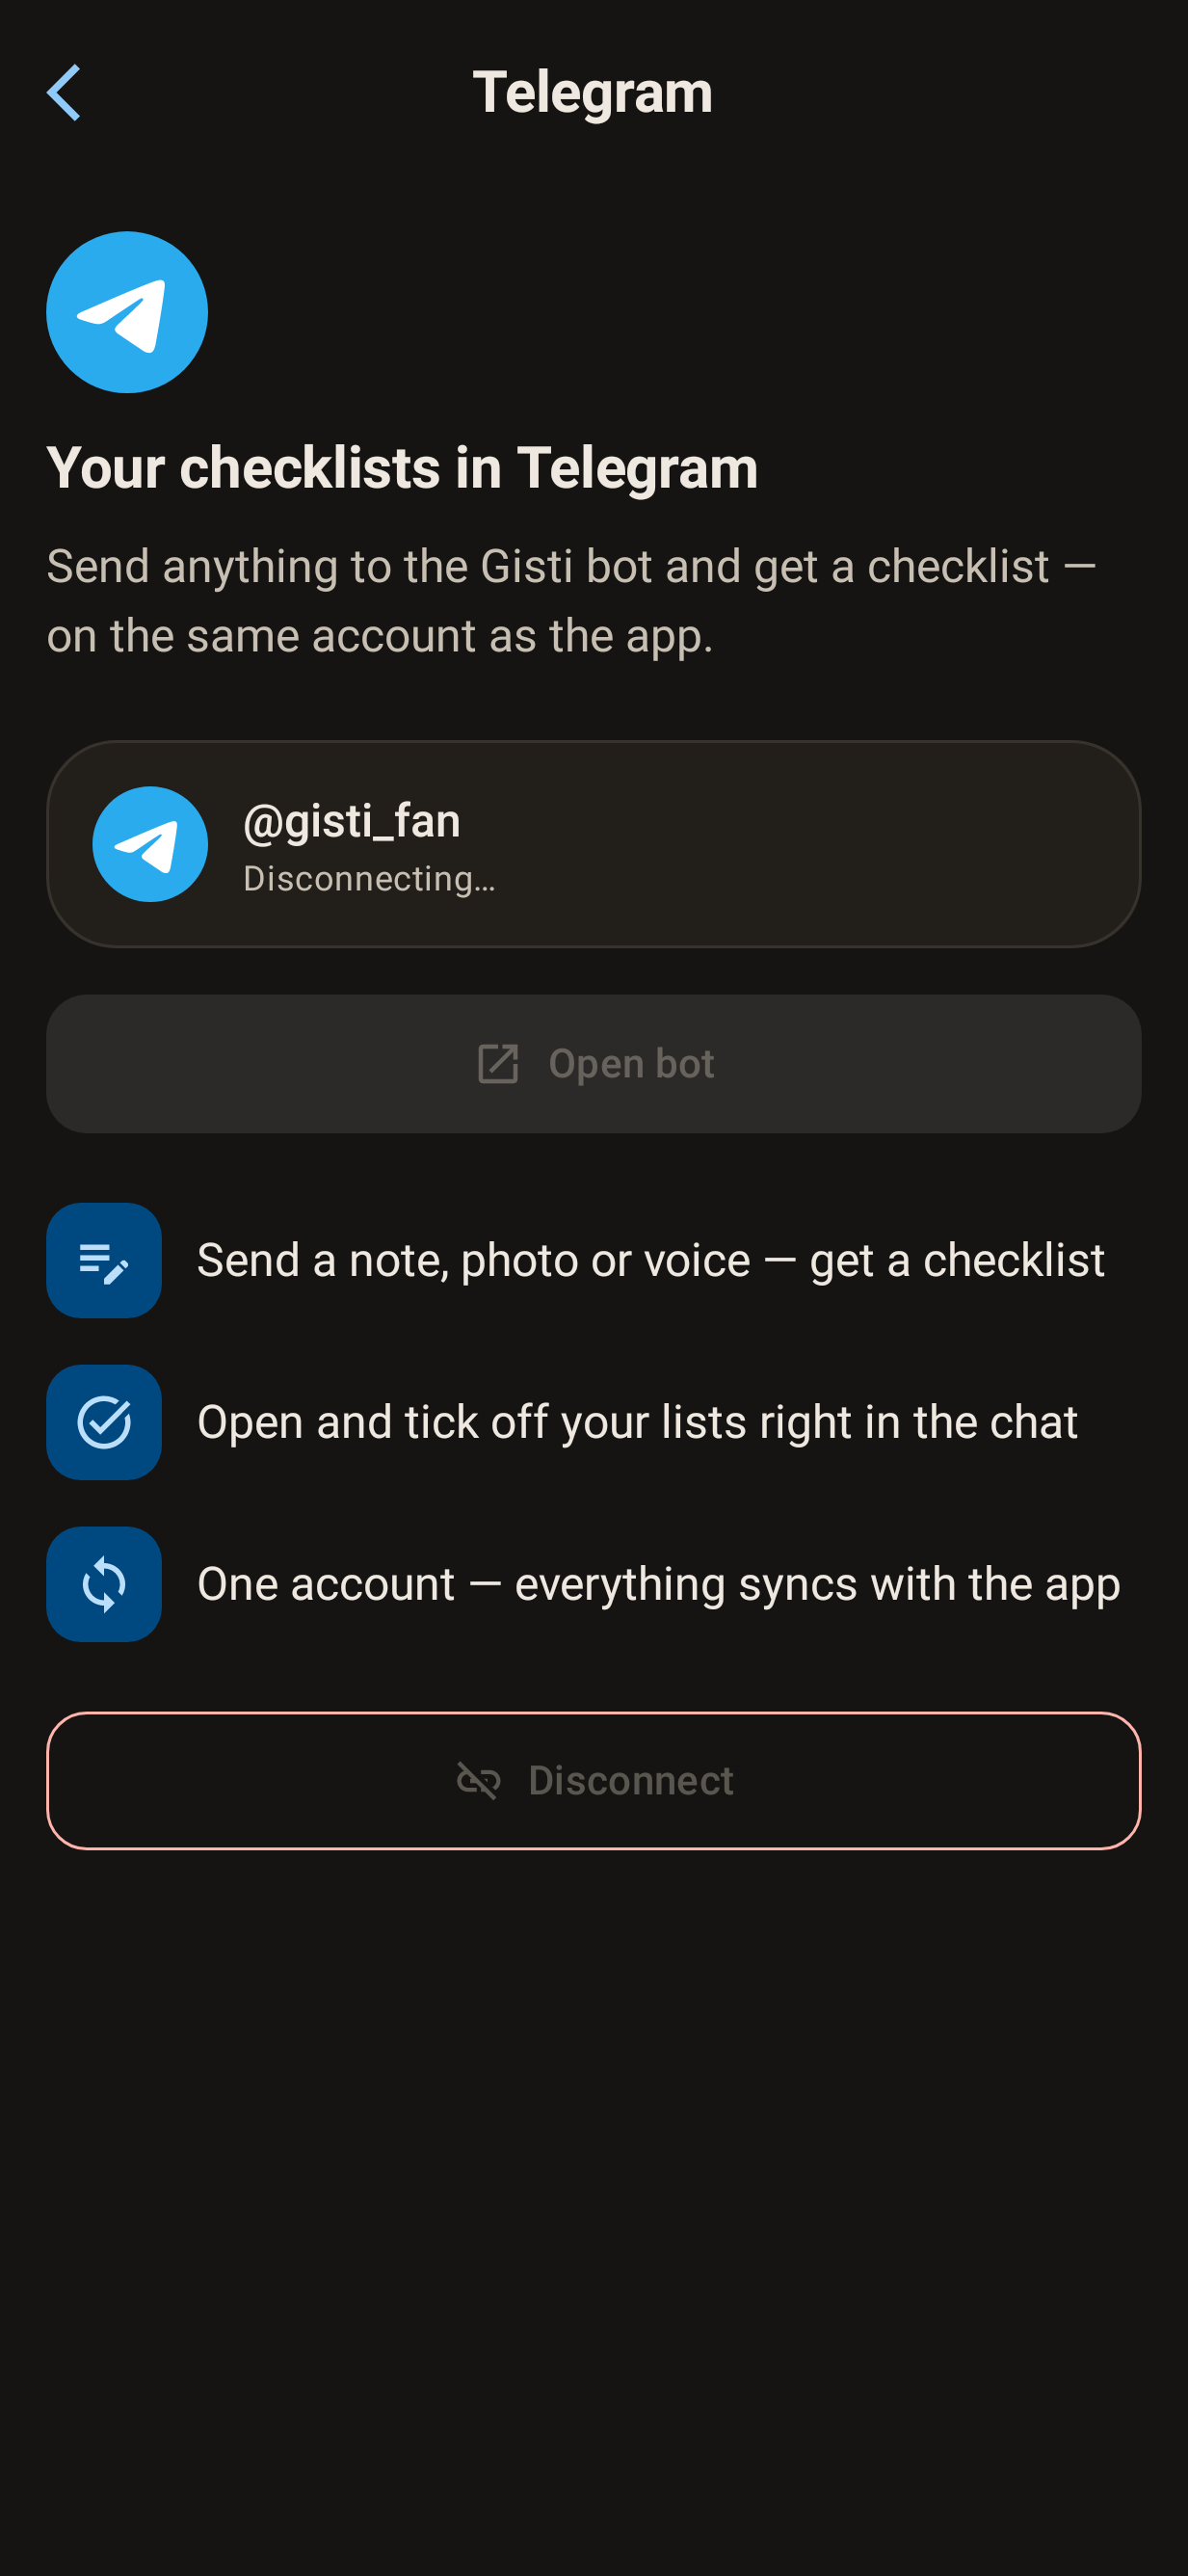 Telegram
Your checklists in Telegram
Send anything to the Gisti bot and get a checklist —
on the same account as the app.
@gisti_fan
Disconnecting…
Open bot
Send a note, photo or voice — get a checklist
Open and tick off your lists right in the chat
One account — everything syncs with the app
Disconnect